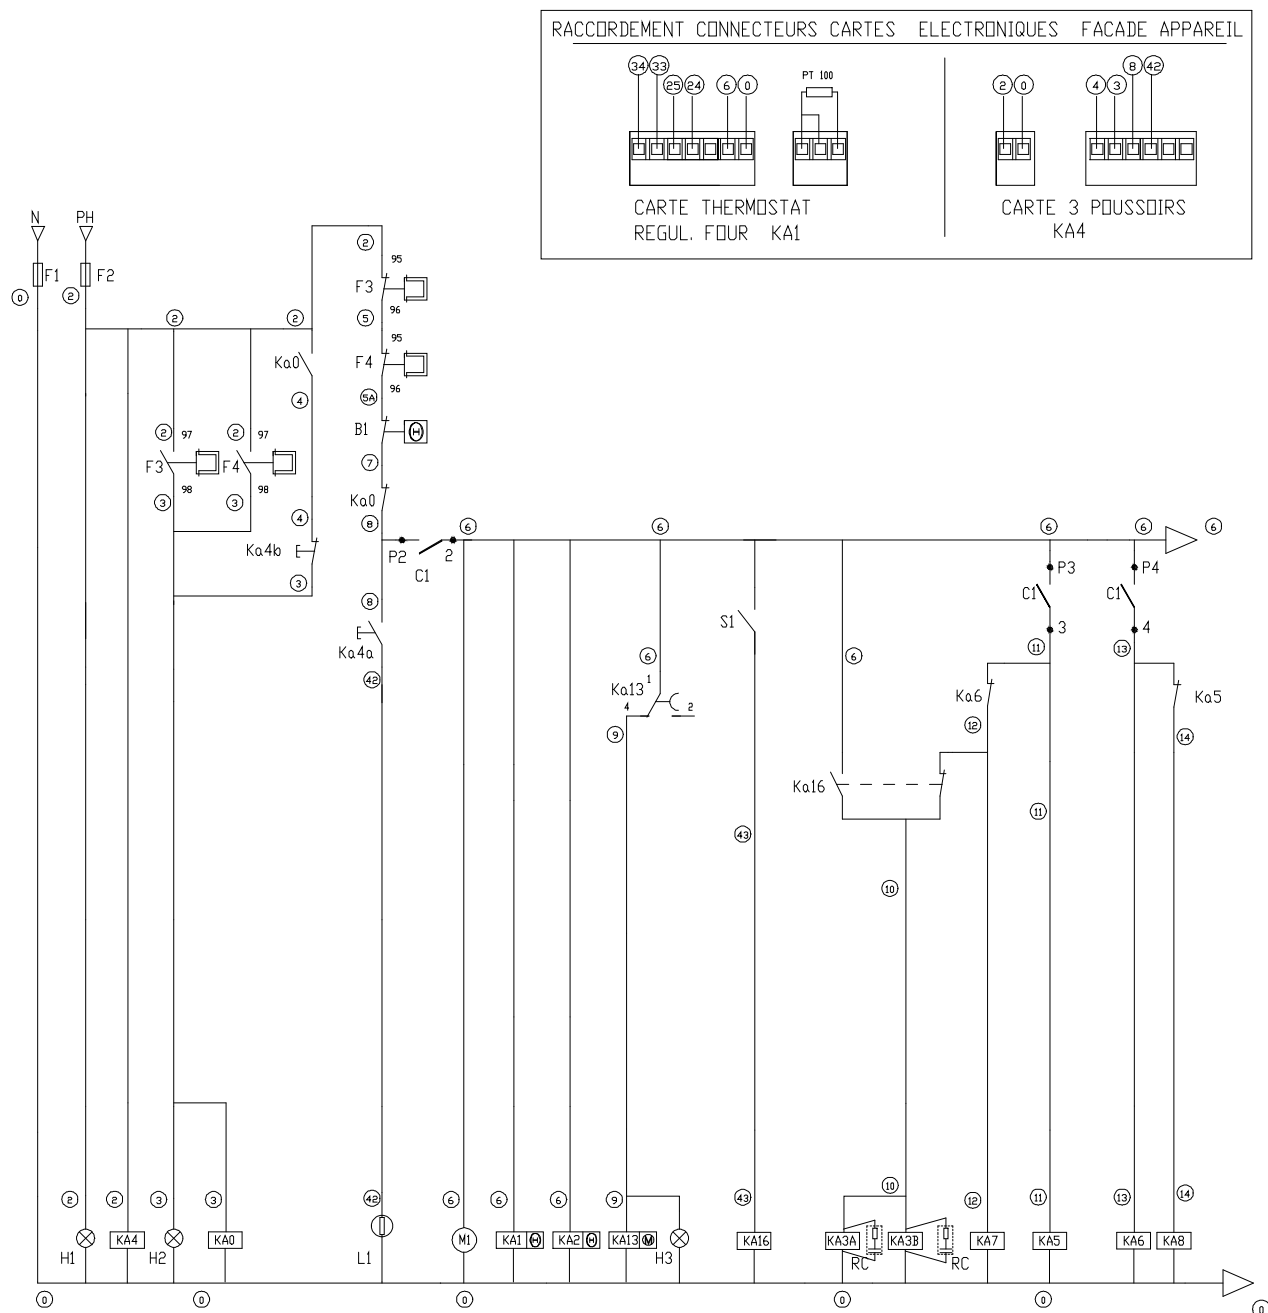 RACCORDEMENT CONNECTEURS CARTES ELECTRONIQUES FACADE APPAREIL
34 33 8 42
25 24 6 0 PT 100 2 0 4 3
CARTE THERMOSTAT
REGUL. FOUR KA1
CARTE 3 POUSSOIRS
KA4
N PH
F1 F2
0 2
2 2 2
95
F3
96
5
95
F4
96
5A
Ka0
4
B1
7
2 97 2 97
F3 F4
98 98
3 3
4
Ka0
8
Ka4b
3
P2 C1 2
6 6 6 6 6
P3 P4
C1 C1
3 4
8
Ka4a
42
S1
6 6 11 13
Ka13 1
4 2
9
Ka6 Ka5
12 14
Ka16
11
43
10
10
2 2 3 3 42 6 6 6 9 43 12 11 13 14
H1 KA4 H2 KA0 L1 M1 KA1 KA2 KA13 M H3 KA16 KA3A RC KA3B RC KA7 KA5 KA6 KA8
0 0 0 0 0 0